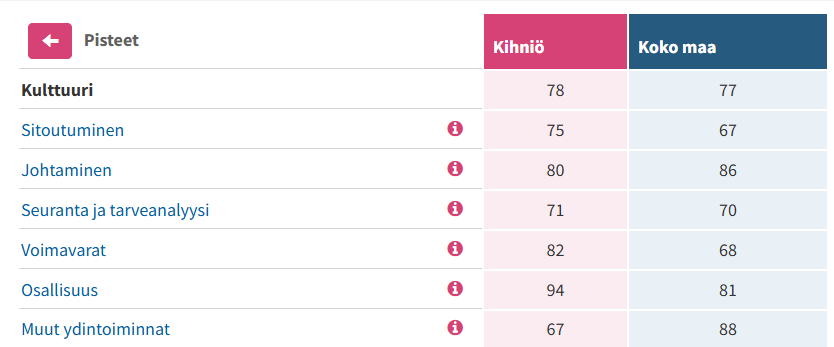 Pisteet Kihniö Koko maa
Kulttuuri 78 77
Sitoutuminen 75 67
Johtaminen 80 86
Seuranta ja tarveanalyysi 71 70
Voimavarat 82 68
Osallisuus 94 81
Muut ydintoiminnat 67 88